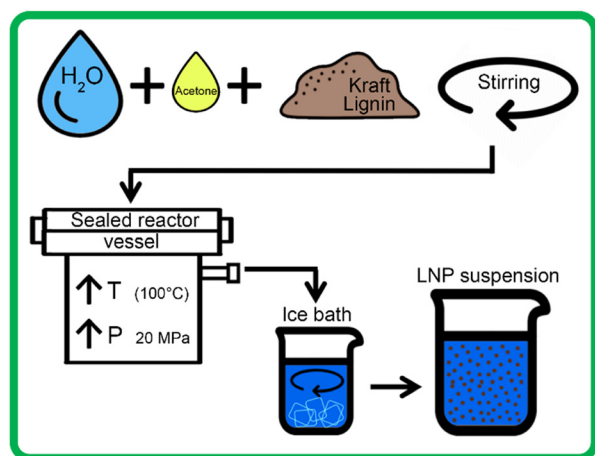 H₂O
+
Acetone
+
Kraft
Lignin
Stirring
Sealed reactor
vessel
↑ T (100°C)
↑ P 20 MPa
Ice bath
LNP suspension